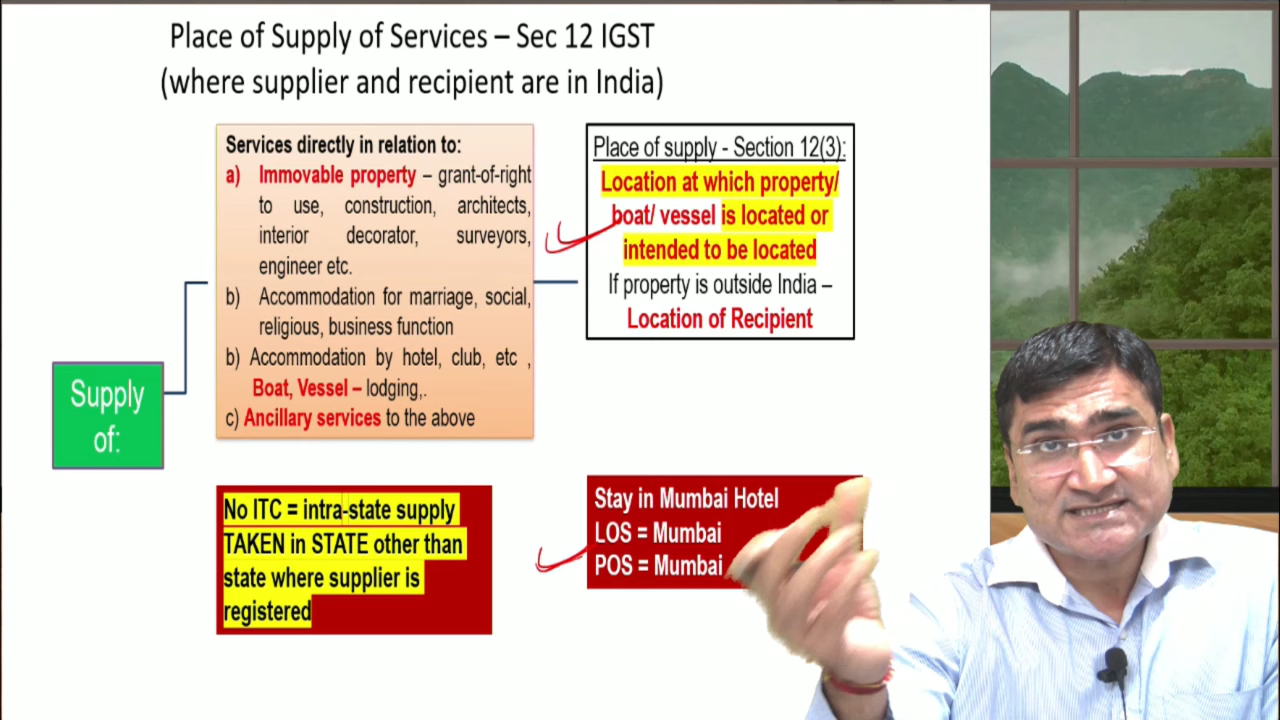 Place of Supply of Services – Sec 12 IGST
(where supplier and recipient are in India)
Supply
of:
Services directly in relation to:
a) Immovable property – grant-of-right
to use, construction, architects,
interior decorator, surveyors,
engineer etc.
b) Accommodation for marriage, social,
religious, business function
b) Accommodation by hotel, club, etc ,
Boat, Vessel – lodging,.
c) Ancillary services to the above
Place of supply - Section 12(3):
Location at which property/
boat/ vessel is located or
intended to be located
If property is outside India –
Location of Recipient
No ITC = intra-state supply
TAKEN in STATE other than
state where supplier is
registered
Stay in Mumbai Hotel
LOS = Mumbai
POS = Mumbai